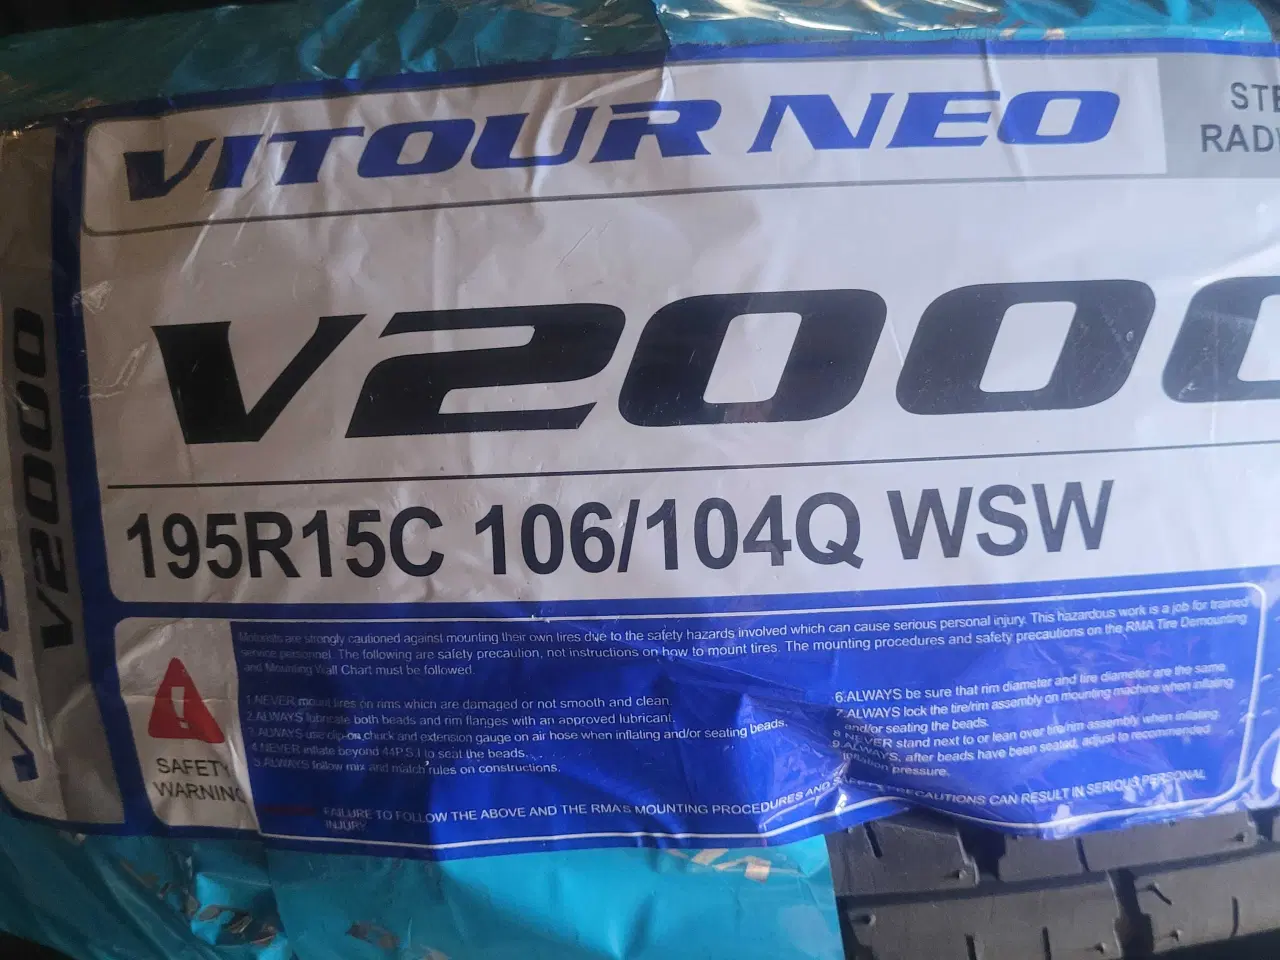 VITOUR NEO
STE
RADI
V2000
195R15C 106/104Q WSW
V2000
Motorists are strongly cautioned against mounting their own tires due to the safety hazards involved which can cause serious personal injury. This hazardous work is a job for trained
service personnel. The following are safety precaution, not instructions on how to mount tires. The mounting procedures and safety precautions on the RMA Tire Demounting
and Mounting Wall Chart must be followed.
1.NEVER mount tires on rims which are damaged or not smooth and clean.
2.ALWAYS lubricate both beads and rim flanges with an approved lubricant.
3.ALWAYS use clip-on chuck and extension gauge on air hose when inflating and/or seating beads.
4.NEVER inflate beyond 44P.S.I to seat the beads.
5.ALWAYS follow mix and match rules on constructions.
6.ALWAYS be sure that rim diameter and tire diameter are the same.
7.ALWAYS lock the tire/rim assembly on mounting machine when inflating
and/or seating the beads.
8.NEVER stand next to or lean over tire/rim assembly when inflating
9.ALWAYS, after beads have been seated, adjust to recommended
pressure.
SAFETY
WARNING
FAILURE TO FOLLOW THE ABOVE AND THE RMA'S MOUNTING PROCEDURES AND SAFETY PRECAUTIONS CAN RESULT IN SERIOUS PERSONAL
INJURY